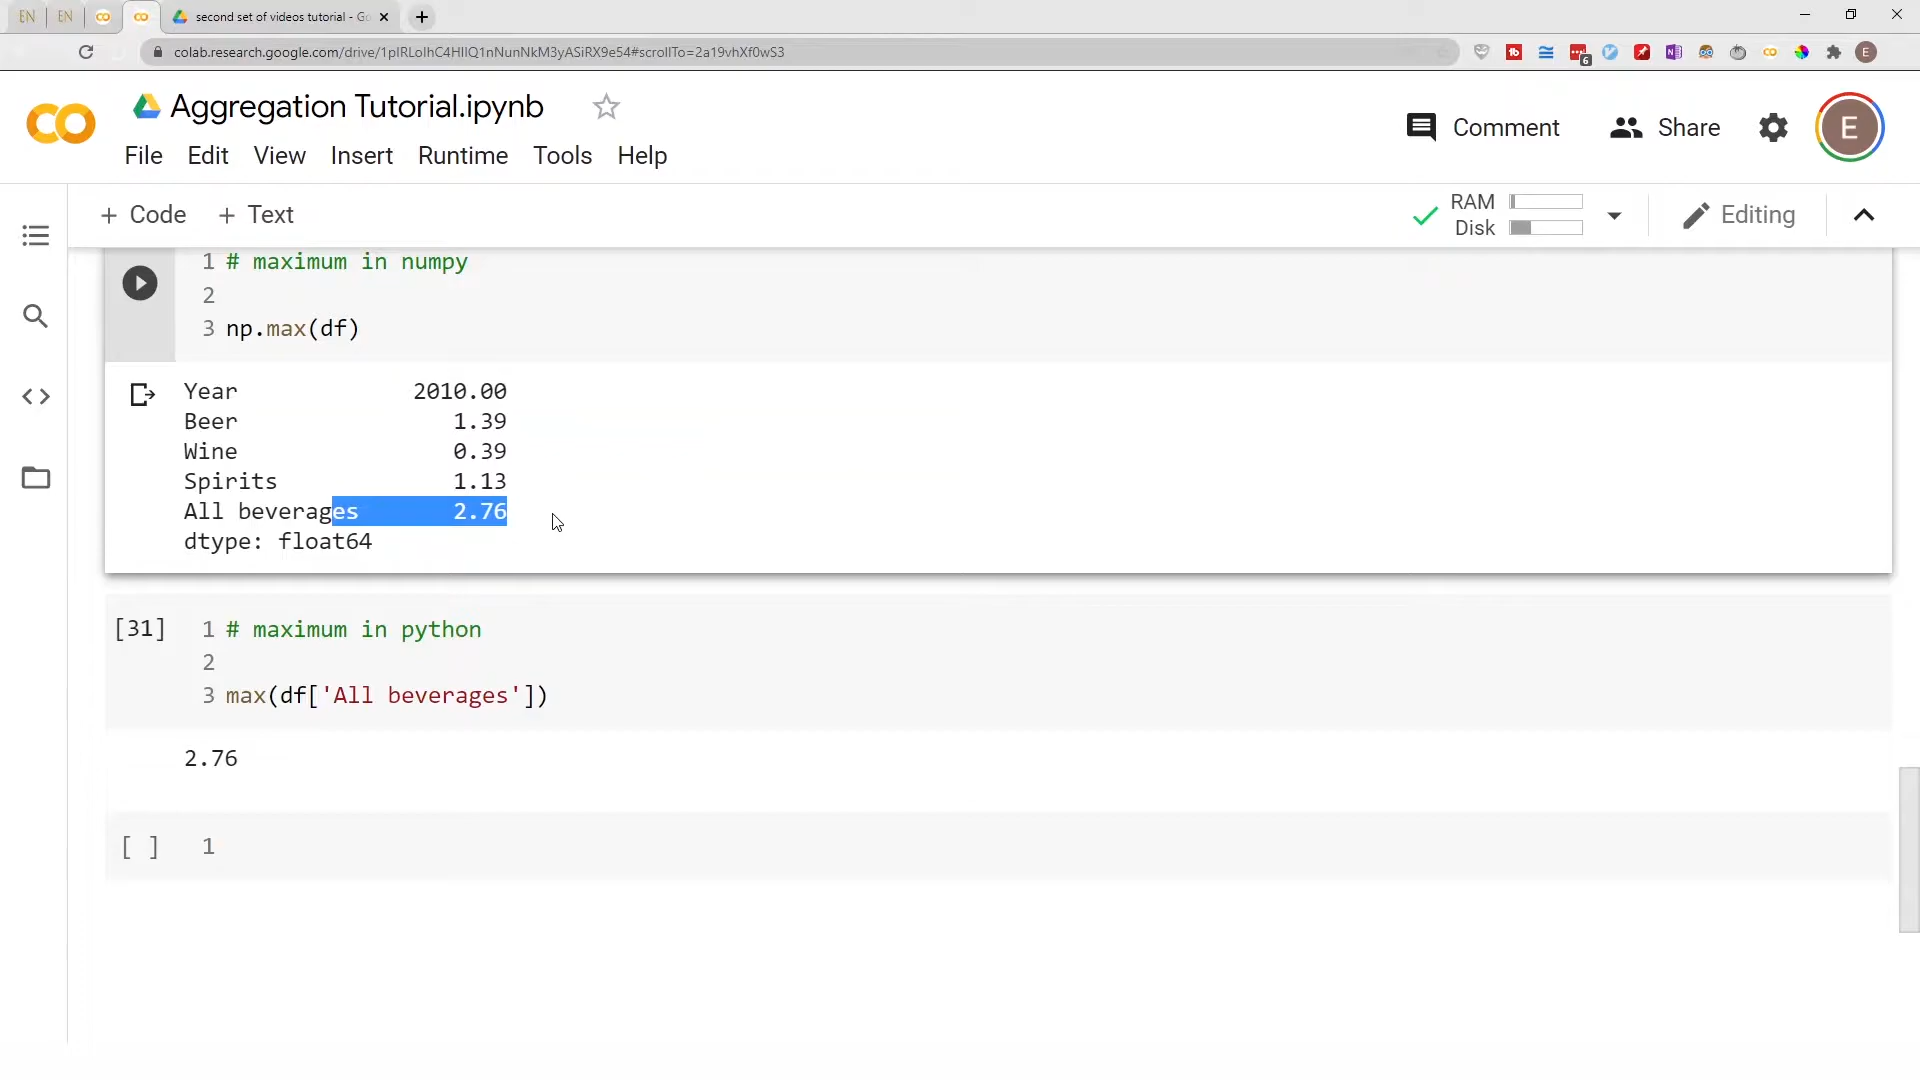 EN EN second set of videos tutorial - Go
colab.research.google.com/drive/1pIRLoIhC4HIIQ1nNunNkM3yASiRX9e54#scrollTo=2a19vhXf0wS3
6 E
Aggregation Tutorial.ipynb
Comment Share E
File Edit View Insert Runtime Tools Help
+ Code + Text
RAM
Disk
Editing
1 # maximum in numpy
2
3 np.max(df)
Year 2010.00
Beer 1.39
Wine 0.39
Spirits 1.13
All beverages 2.76
dtype: float64
[31] 1 # maximum in python
2
3 max(df['All beverages'])
2.76
[ ] 1